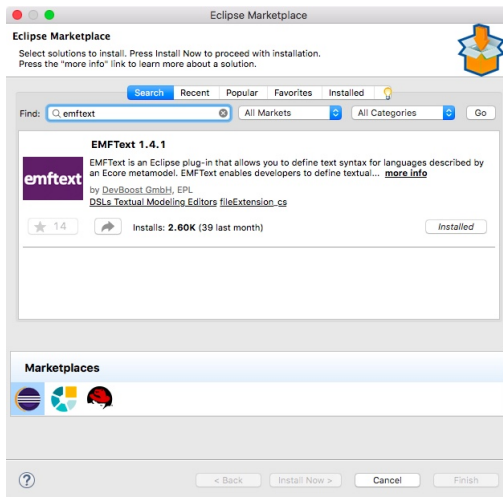 Eclipse Marketplace
Eclipse Marketplace
Select solutions to install. Press Install Now to proceed with installation.
Press the "more info" link to learn more about a solution.
Search Recent Popular Favorites Installed
Find: emftext All Markets All Categories Go
EMFText 1.4.1
EMFText is an Eclipse plug-in that allows you to define text syntax for languages described by
an Ecore metamodel. EMFText enables developers to define textual... more info
emftext
by DevBoost GmbH, EPL
DSLs Textual Modeling Editors fileExtension_cs
14 Installs: 2.60K (39 last month) Installed
Marketplaces
? < Back Install Now > Cancel Finish